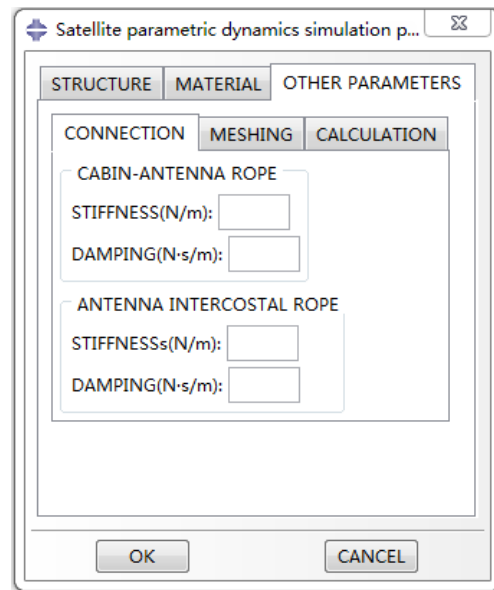 Satellite parametric dynamics simulation p...
STRUCTURE MATERIAL OTHER PARAMETERS
CONNECTION MESHING CALCULATION
CABIN-ANTENNA ROPE
STIFFNESS(N/m):
DAMPING(N·s/m):
ANTENNA INTERCOSTAL ROPE
STIFFNESSs(N/m):
DAMPING(N·s/m):
OK CANCEL